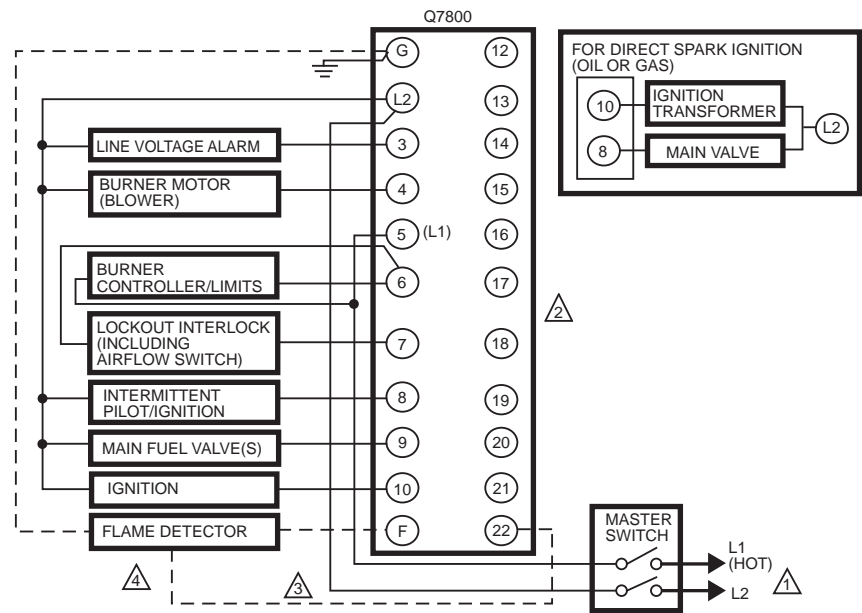 Q7800
G
12
L2
13
LINE VOLTAGE ALARM
3
14
BURNER MOTOR
(BLOWER)
4
15
5
(L1)
16
BURNER
CONTROLLER/LIMITS
6
17
2
LOCKOUT INTERLOCK
(INCLUDING
AIRFLOW SWITCH)
7
18
INTERMITTENT
PILOT/IGNITION
8
19
MAIN FUEL VALVE(S)
9
20
IGNITION
10
21
FLAME DETECTOR
F
22
4
3
FOR DIRECT SPARK IGNITION
(OIL OR GAS)
10
IGNITION
TRANSFORMER
L2
8
MAIN VALVE
MASTER
SWITCH
L1
(HOT)
1
L2